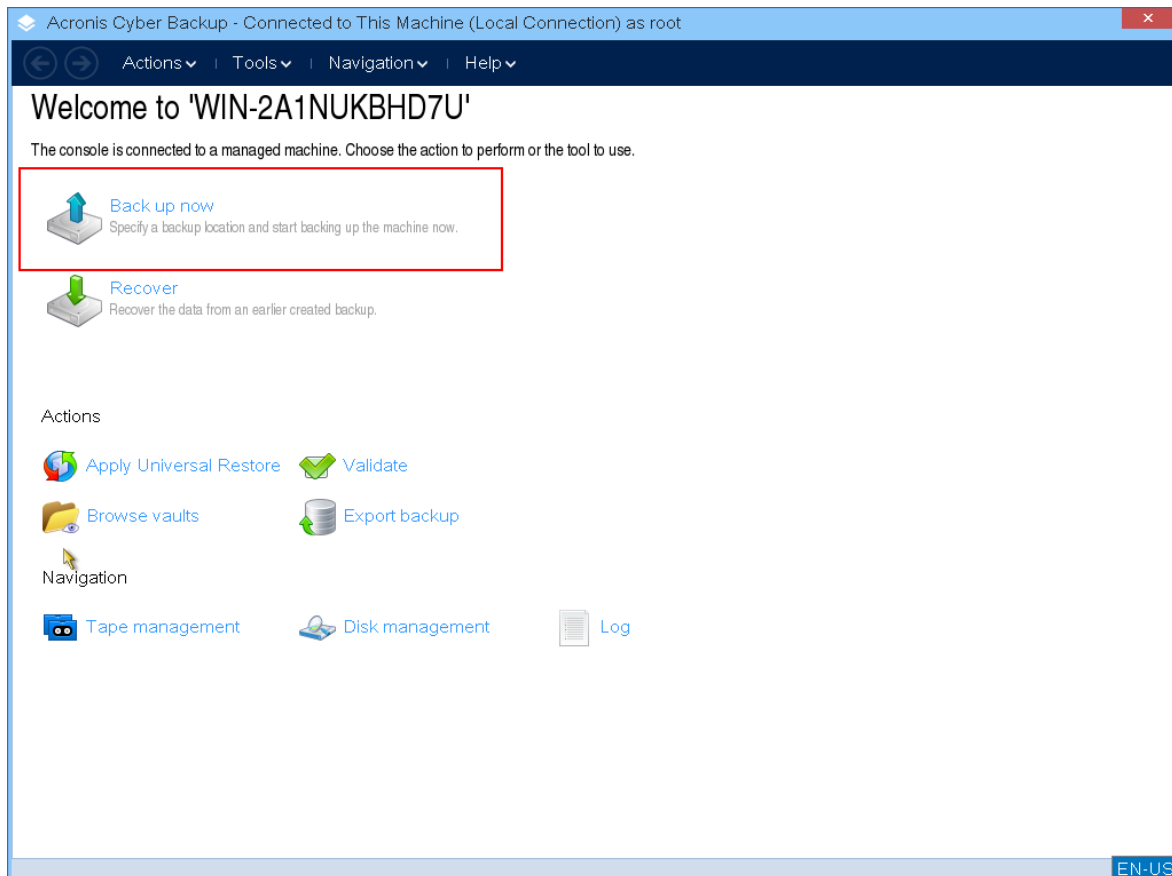 Acronis Cyber Backup - Connected to This Machine (Local Connection) as root
Actions Tools Navigation Help
Welcome to 'WIN-2A1NUKBHD7U'
The console is connected to a managed machine. Choose the action to perform or the tool to use.
Back up now
Specify a backup location and start backing up the machine now.
Recover
Recover the data from an earlier created backup.
Actions
Apply Universal Restore Validate
Browse vaults Export backup
Navigation
Tape management Disk management Log
EN-US